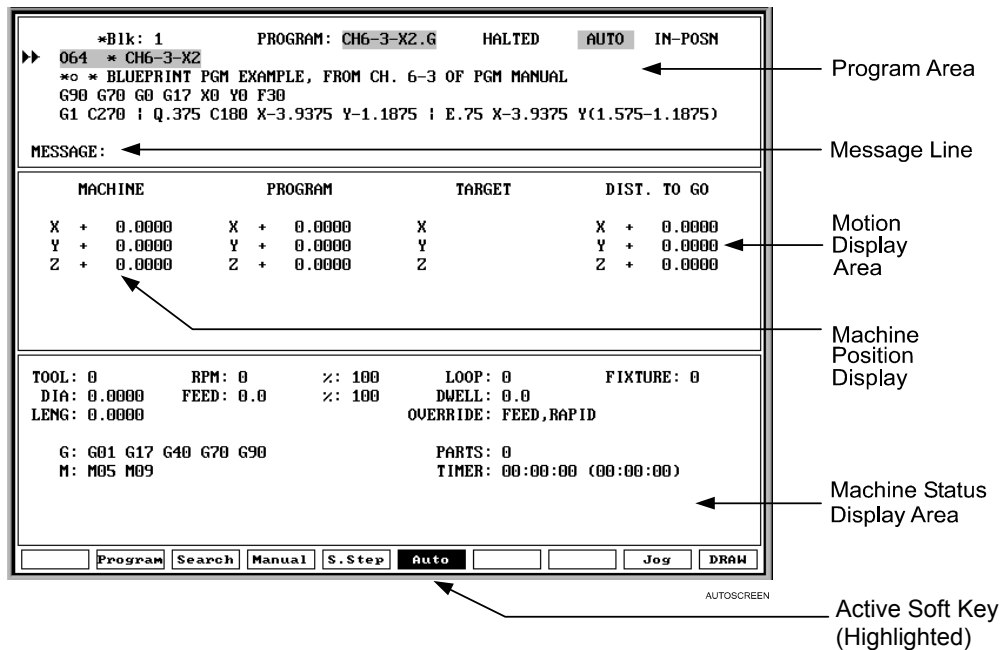 *Blk: 1 PROGRAM: CH6-3-X2.G HALTED AUTO IN-POSN
O64 * CH6-3-X2
*o * BLUEPRINT PGM EXAMPLE, FROM CH. 6-3 OF PGM MANUAL
G90 G70 G0 G17 X0 Y0 F30
G1 C270 ¦ Q.375 C180 X-3.9375 Y-1.1875 ¦ E.75 X-3.9375 Y(1.575-1.1875)
MESSAGE:
Program Area
Message Line
MACHINE PROGRAM TARGET DIST. TO GO
X + 0.0000 X + 0.0000 X X + 0.0000
Y + 0.0000 Y + 0.0000 Y Y + 0.0000
Z + 0.0000 Z + 0.0000 Z Z + 0.0000
Motion
Display
Area
Machine
Position
Display
TOOL: 0 RPM: 0 %: 100 LOOP: 0 FIXTURE: 0
DIA: 0.0000 FEED: 0.0 %: 100 DWELL: 0.0
LENG: 0.0000 OVERRIDE: FEED,RAPID
G: G01 G17 G40 G70 G90 PARTS: 0
M: M05 M09 TIMER: 00:00:00 (00:00:00)
Machine Status
Display Area
Program Search Manual S.Step Auto Jog DRAW
AUTOSCREEN
Active Soft Key
(Highlighted)